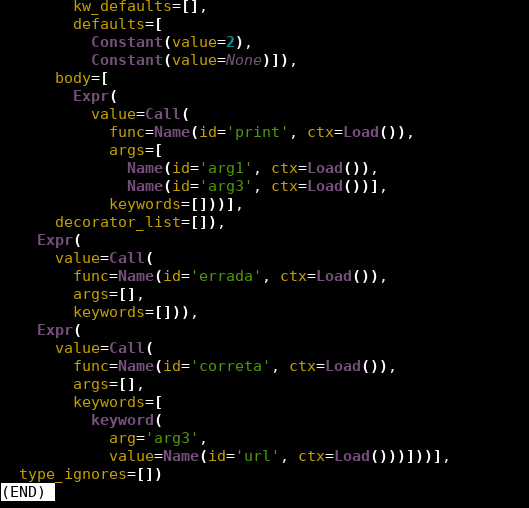 kw_defaults=[],
        defaults=[
          Constant(value=2),
          Constant(value=None)]),
      body=[
        Expr(
          value=Call(
            func=Name(id='print', ctx=Load()),
            args=[
              Name(id='arg1', ctx=Load()),
              Name(id='arg3', ctx=Load())],
            keywords=[]))],
      decorator_list=[]),
    Expr(
      value=Call(
        func=Name(id='errada', ctx=Load()),
        args=[],
        keywords=[])),
    Expr(
      value=Call(
        func=Name(id='correta', ctx=Load()),
        args=[],
        keywords=[
          keyword(
            arg='arg3',
            value=Name(id='url', ctx=Load()))]))],
  type_ignores=[])
(END)